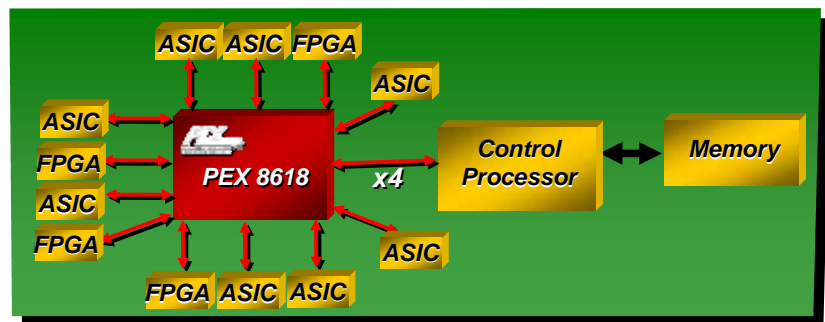 ASIC ASIC FPGA
ASIC
ASIC
FPGA
ASIC
FPGA
PEX 8618
x4
Control
Processor
Memory
ASIC
FPGA ASIC ASIC